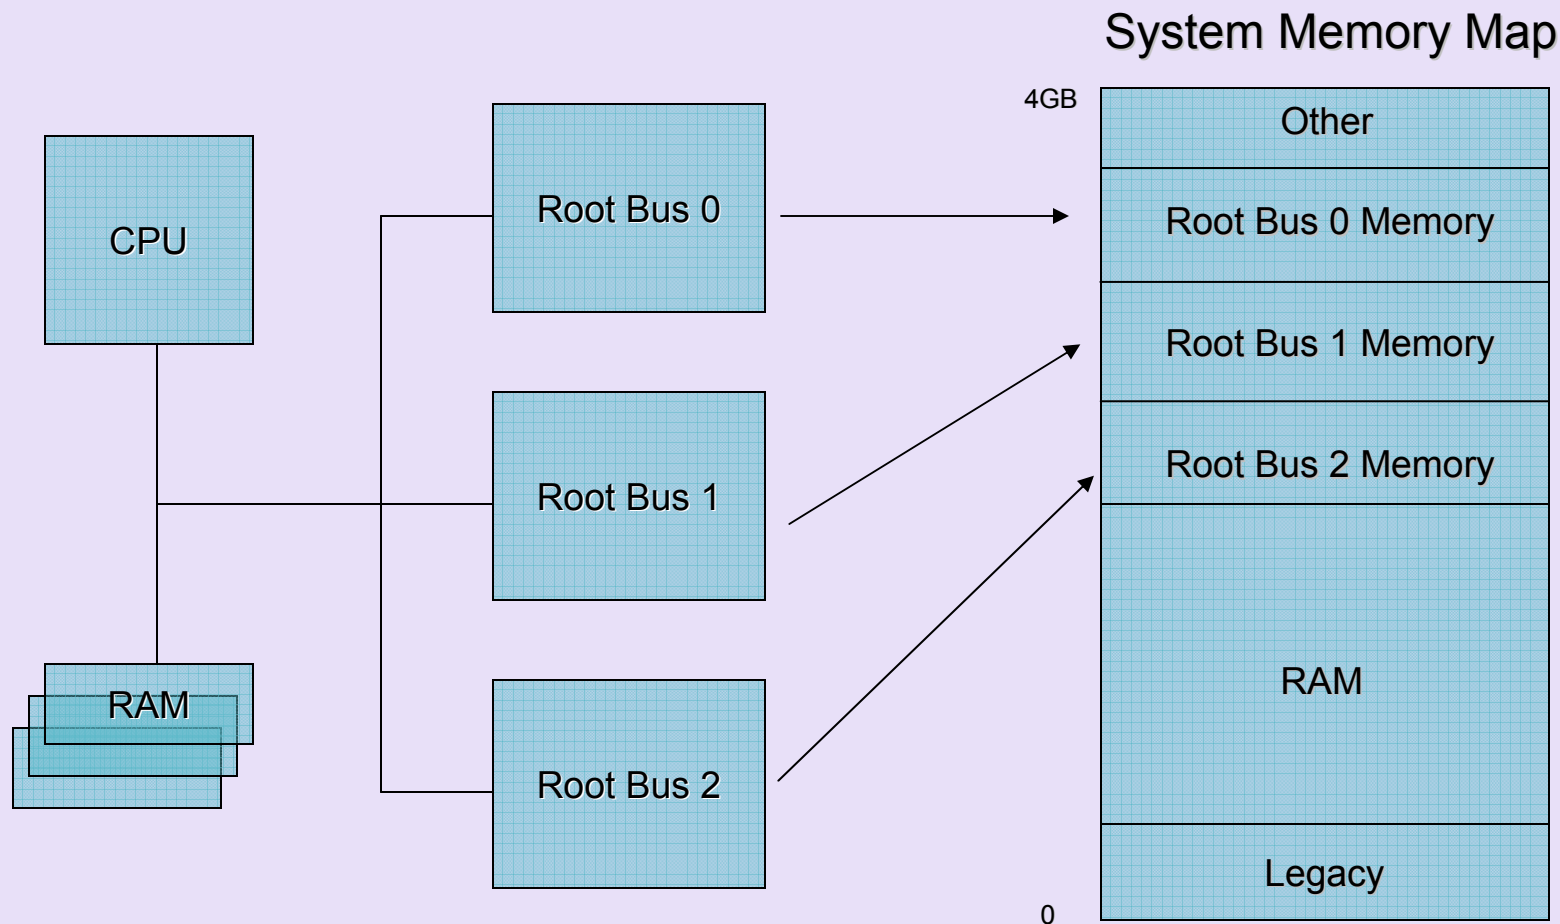 System Memory Map
4GB
Other
CPU
Root Bus 0
Root Bus 0 Memory
Root Bus 1 Memory
Root Bus 1
Root Bus 2 Memory
RAM
RAM
Root Bus 2
Legacy
0